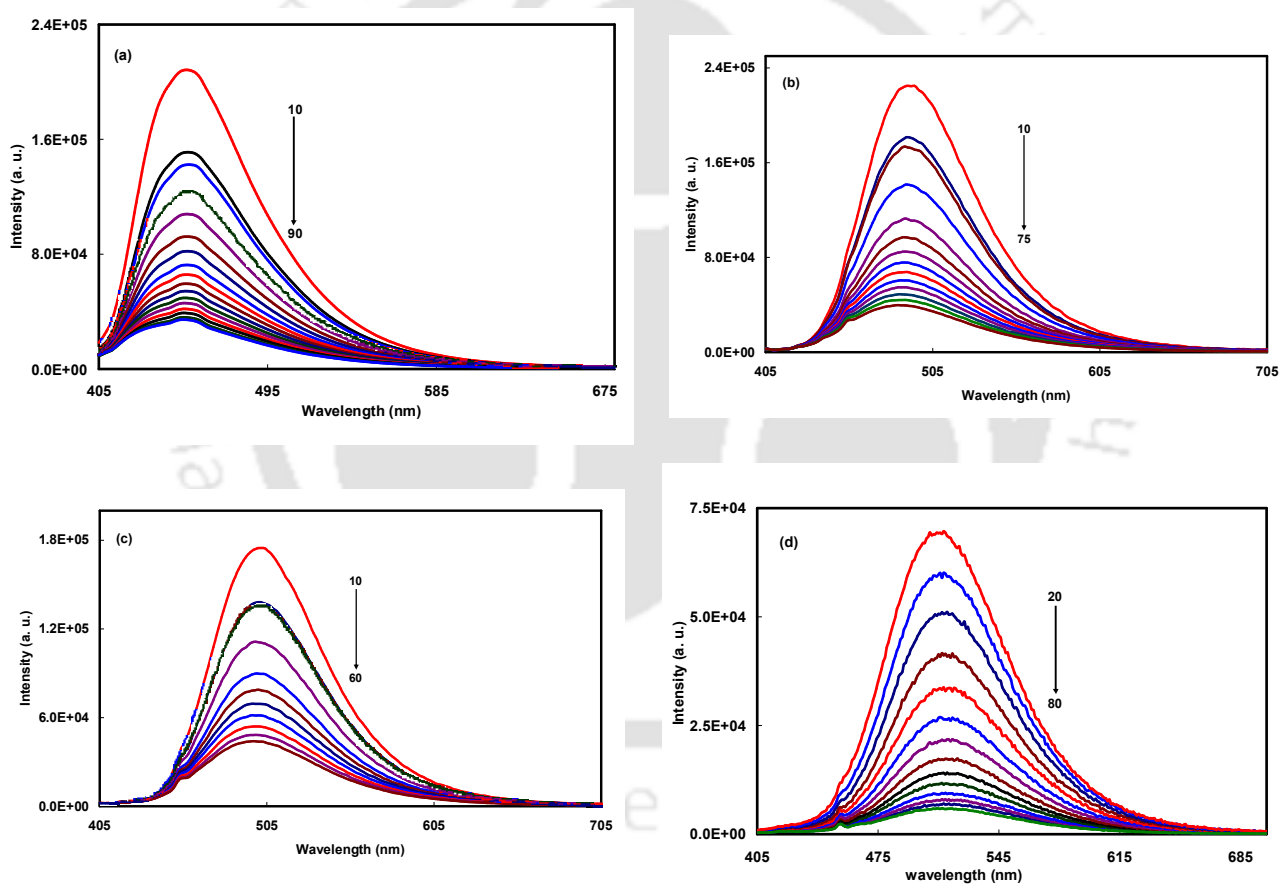 (a)
2.4E+05
1.6E+05
8.0E+04
0.0E+00
Intensity (a. u.)
10
90
405 495 585 675
Wavelength (nm)
(b)
2.4E+05
1.6E+05
8.0E+04
0.0E+00
Intensity (a. u.)
10
75
405 505 605 705
Wavelength (nm)
(c)
1.8E+05
1.2E+05
6.0E+04
0.0E+00
Intensity (a. u.)
10
60
405 505 605 705
Wavelength (nm)
(d)
7.5E+04
5.0E+04
2.5E+04
0.0E+00
Intensity (a. u.)
20
80
405 475 545 615 685
wavelength (nm)